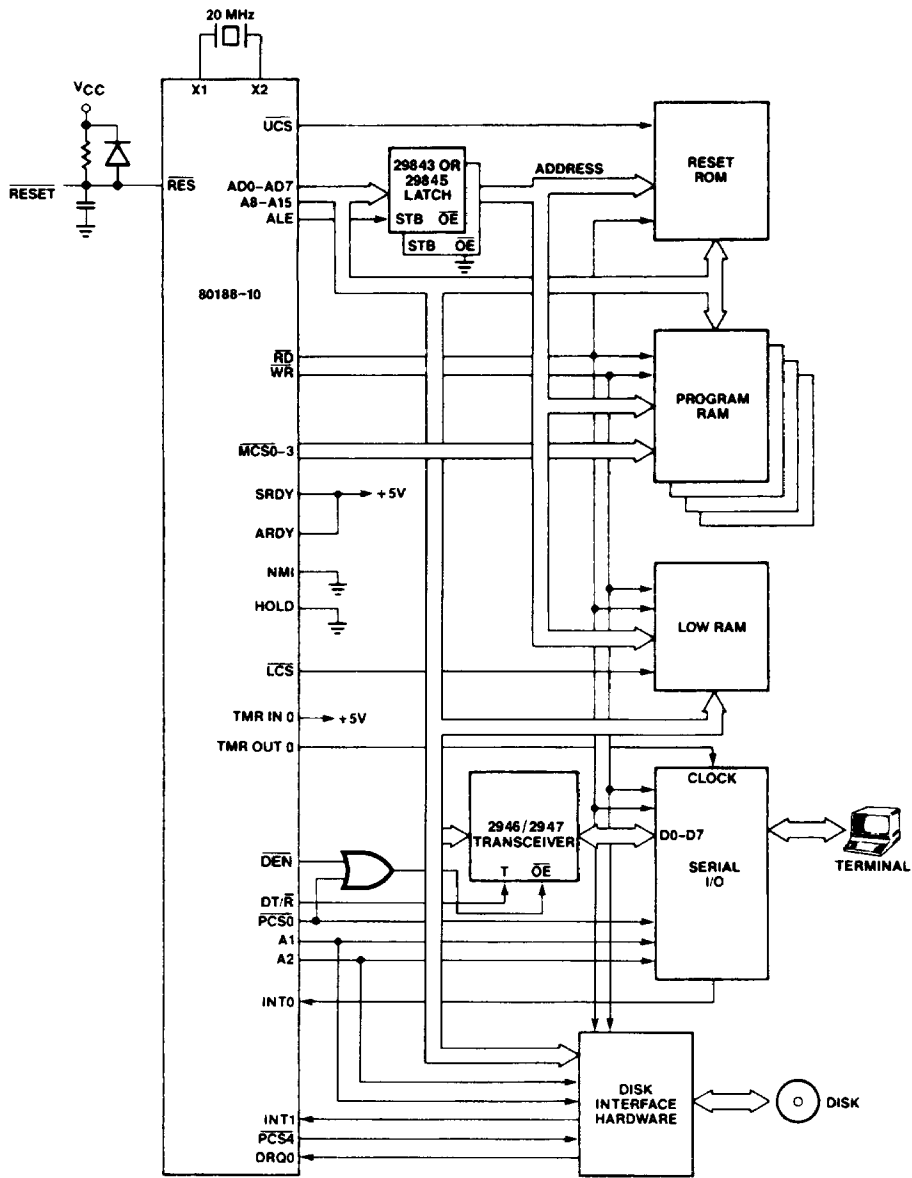 20 MHz
X1 X2
VCC
RESET
RES
UCS
AD0-AD7
A8-A15
ALE
29843 OR
29845
LATCH
STB OE
STB OE
ADDRESS
RESET
ROM
80188-10
RD
WR
PROGRAM
RAM
MCS0-3
SRDY
+5V
ARDY
NMI
HOLD
LOW RAM
LCS
TMR IN 0
+5V
TMR OUT 0
CLOCK
2946/2947
TRANSCEIVER
T OE
D0-D7
SERIAL
I/O
TERMINAL
DEN
DT/R
PCS0
A1
A2
INT0
DISK
INTERFACE
HARDWARE
DISK
INT1
PCS4
DRQ0